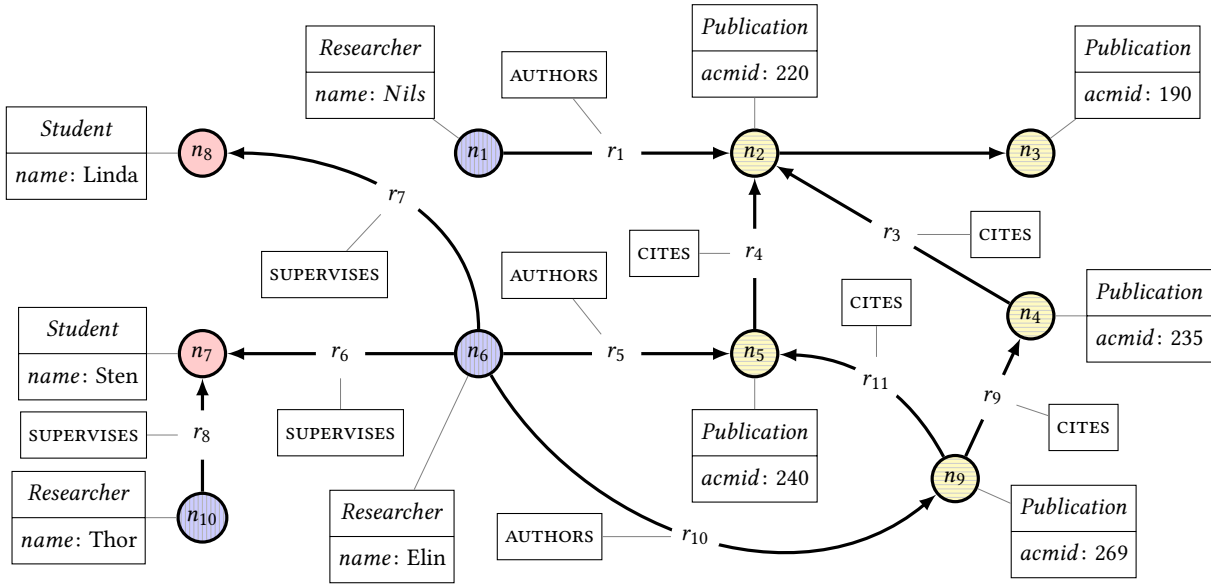 Publication
acmid: 220
Researcher
name: Nils
AUTHORS
Publication
acmid: 190
Student
name: Linda
n8
n1
r1
n2
n3
r7
r3
CITES
CITES
r4
SUPERVISES
AUTHORS
CITES
Publication
acmid: 235
n4
Student
name: Sten
n7
r6
n6
r5
n5
r11
r9
SUPERVISES
r8
SUPERVISES
Publication
acmid: 240
CITES
n9
Researcher
name: Thor
n10
Researcher
name: Elin
AUTHORS
r10
Publication
acmid: 269